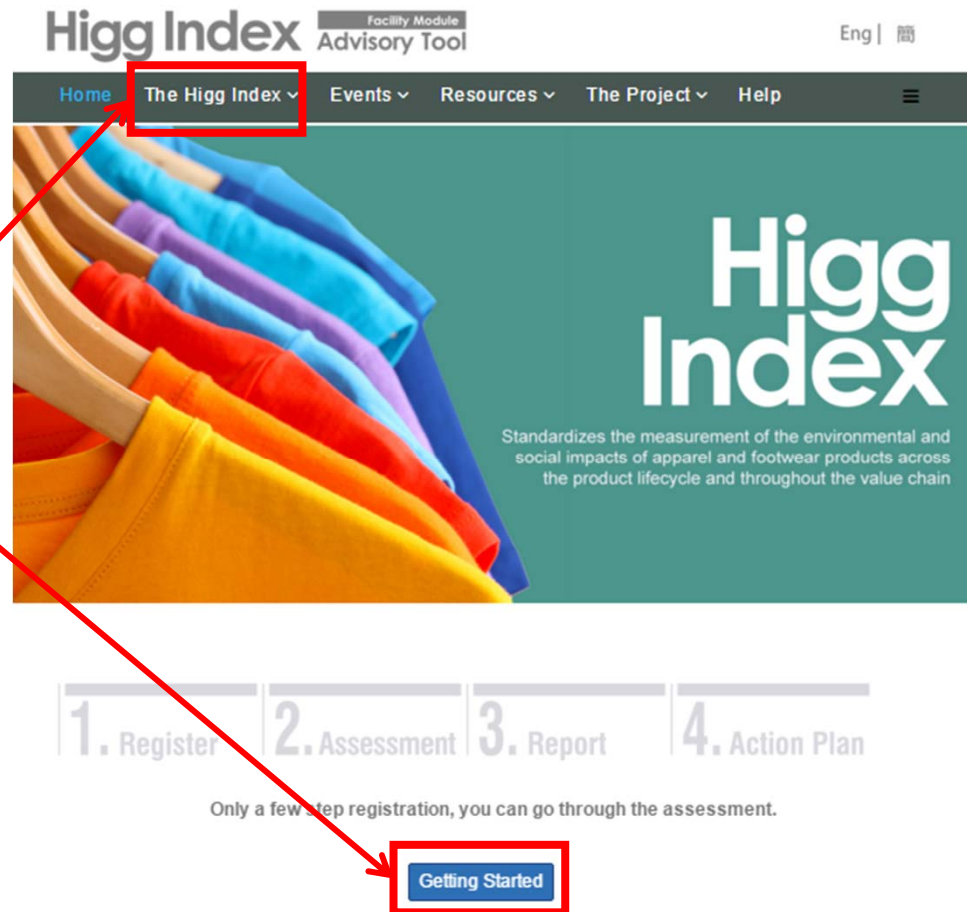 Higg Index Facility Module Advisory Tool
Eng | 簡
Home The Higg Index Events Resources The Project Help
Higg
Index
Standardizes the measurement of the environmental and
social impacts of apparel and footwear products across
the product lifecycle and throughout the value chain
1. Register 2. Assessment 3. Report 4. Action Plan
Only a few step registration, you can go through the assessment.
Getting Started